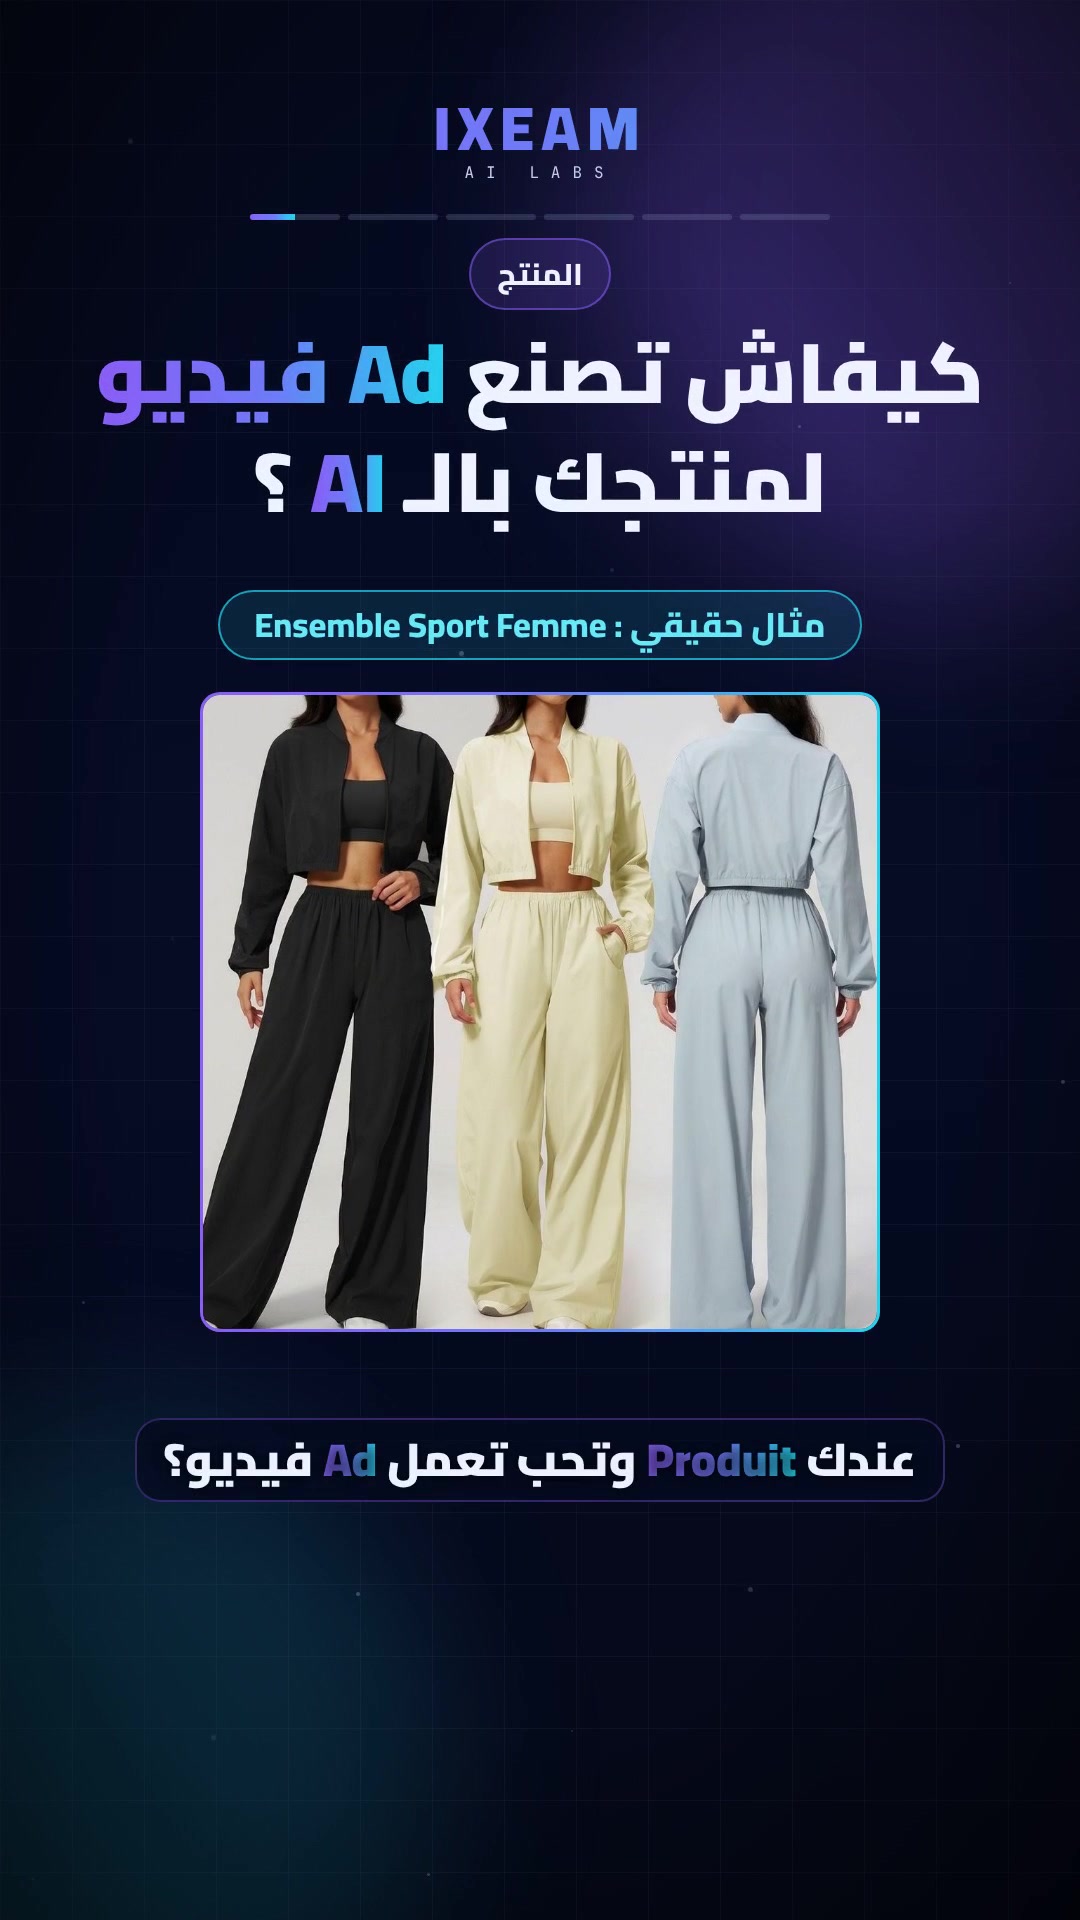 IXEAM
AI LABS
المنتج
كيفاش تصنع Ad فيديو
لمنتجك بالـ AI ؟
مثال حقيقي : Ensemble Sport Femme
عندك Produit وتحب تعمل Ad فيديو؟